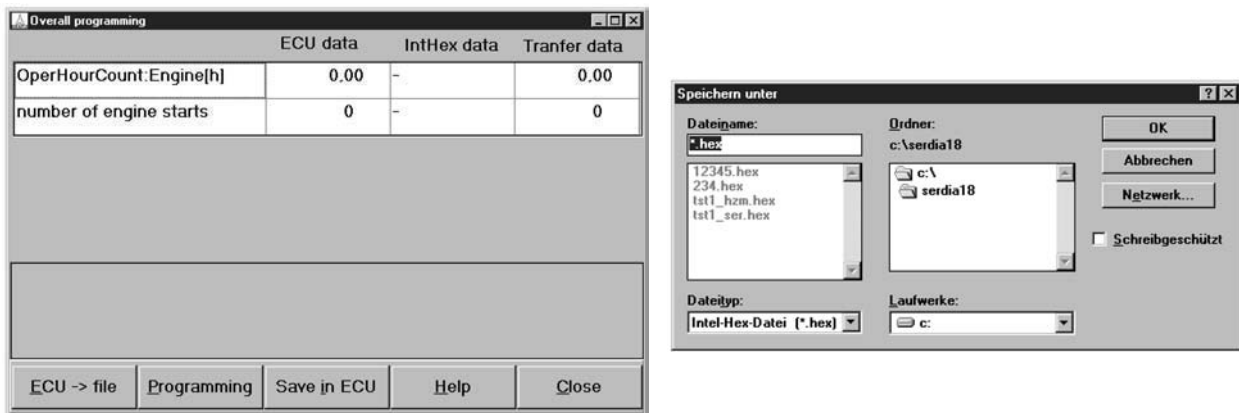 Overall programming
ECU data IntHex data Tranfer data
OperHourCount:Engine[h] 0,00 - 0,00
number of engine starts 0 - 0
ECU -> file Programming Save in ECU Help Close
Speichern unter
Dateiname:
*.hex
12345.hex
234.hex
tst1_hzm.hex
tst1_ser.hex
Dateityp:
Intel-Hex-Datei (*.hex)
Ordner:
c:\serdia18
c:\
serdia18
Laufwerke:
c:
OK
Abbrechen
Netzwerk...
Schreibgeschützt